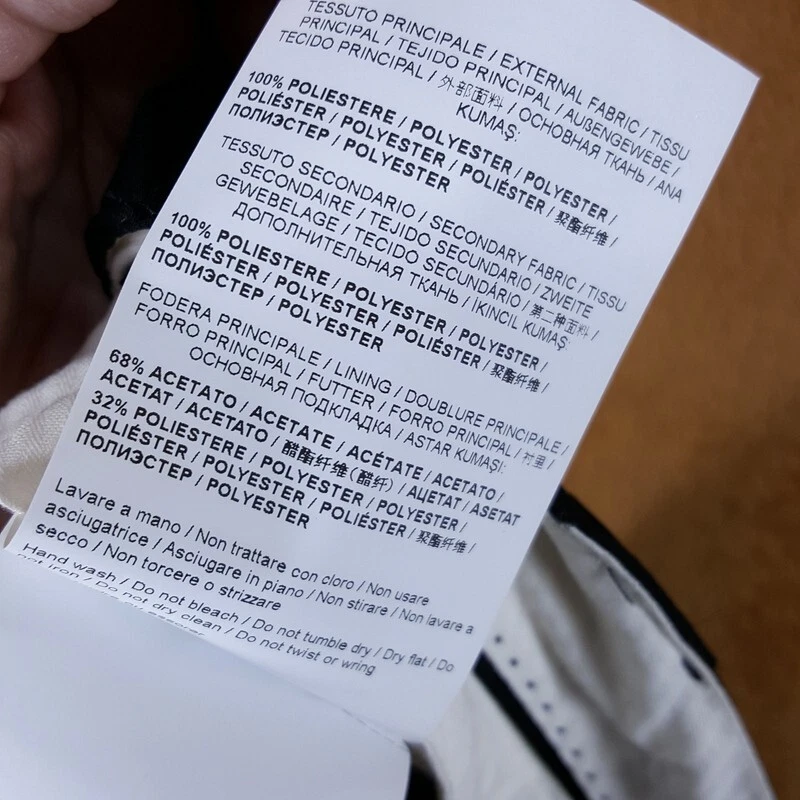 TESSUTO PRINCIPALE / EXTERNAL FABRIC / TISSU
PRINCIPAL / TEJIDO PRINCIPAL / AUßENGEWEBE /
TECIDO PRINCIPAL / 外部面料 / ОСНОВНАЯ ТКАНЬ / ANA
KUMAŞ:
100% POLIESTERE / POLYESTER / POLYESTER /
POLIÉSTER / POLYESTER / POLIÉSTER / 聚酯纤维 /
ПОЛИЭСТЕР / POLYESTER
TESSUTO SECONDARIO / SECONDARY FABRIC / TISSU
SECONDAIRE / TEJIDO SECUNDARIO / ZWEITE
GEWEBELAGE / TECIDO SECUNDÁRIO / 第二种面料 /
ДОПОЛНИТЕЛЬНАЯ ТКАНЬ / İKINCIL KUMAŞ:
100% POLIESTERE / POLYESTER / POLYESTER /
POLIÉSTER / POLYESTER / POLIÉSTER / 聚酯纤维 /
ПОЛИЭСТЕР / POLYESTER
FODERA PRINCIPALE / LINING / DOUBLURE PRINCIPALE /
FORRO PRINCIPAL / FUTTER / FORRO PRINCIPAL / 衬里 /
ОСНОВНАЯ ПОДКЛАДКА / ASTAR KUMAŞI:
68% ACETATO / ACETATE / ACÉTATE / ACETATO /
ACETAT / ACETATO / 醋酯纤维(醋纤) / АЦЕТАТ / ASETAT
32% POLIESTERE / POLYESTER / POLYESTER /
POLIÉSTER / POLYESTER / POLIÉSTER / 聚酯纤维 /
ПОЛИЭСТЕР / POLYESTER
Lavare a mano / Non trattare con cloro / Non usare
asciugatrice / Asciugare in piano / Non stirare / Non lavare a
secco / Non torcere o strizzare
Hand wash / Do not bleach / Do not tumble dry / Dry flat / Do
not iron / Do not dry clean / Do not twist or wring